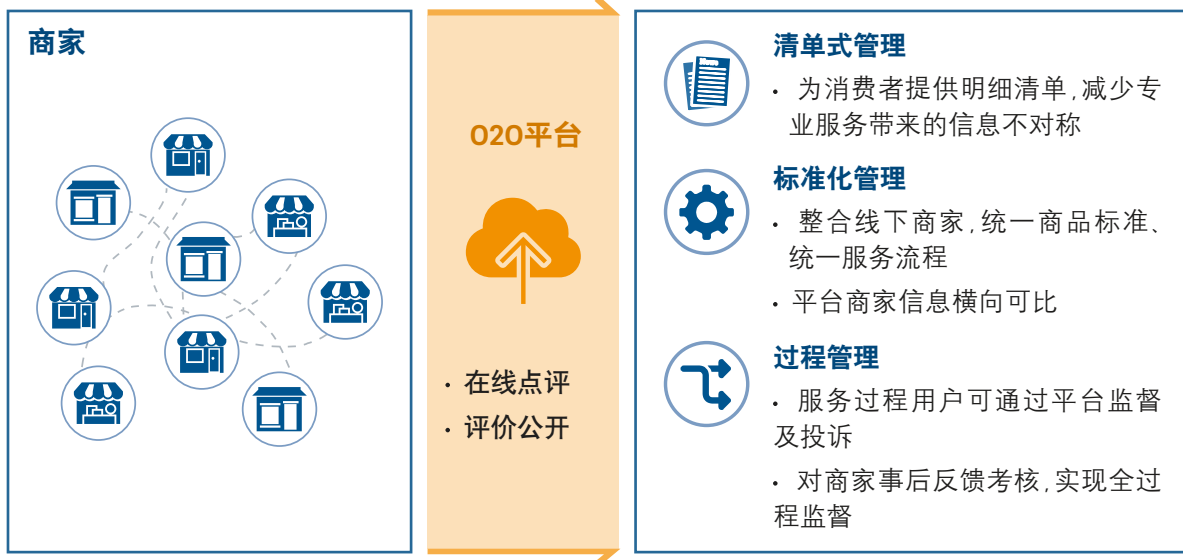 商家
O2O平台
· 在线点评
· 评价公开
清单式管理
· 为消费者提供明细清单,减少专
业服务带来的信息不对称
标准化管理
· 整合线下商家,统一商品标准、
统一服务流程
· 平台商家信息横向可比
过程管理
· 服务过程用户可通过平台监督
及投诉
· 对商家事后反馈考核,实现全过
程监督